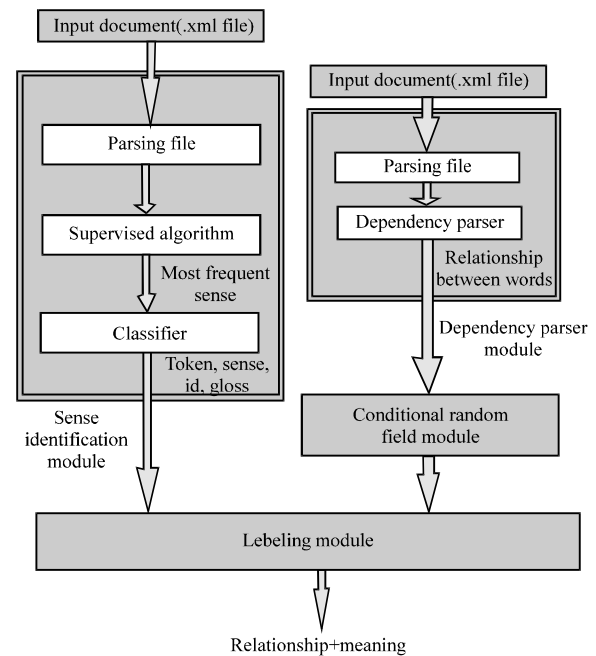 Input document(.xml file)
Parsing file
Supervised algorithm
Most frequent
sense
Classifier
Token, sense,
id, gloss
Sense
identification
module
Input document(.xml file)
Parsing file
Dependency parser
Relationship
between words
Dependency parser
module
Conditional random
field module
Lebeling module
Relationship+meaning